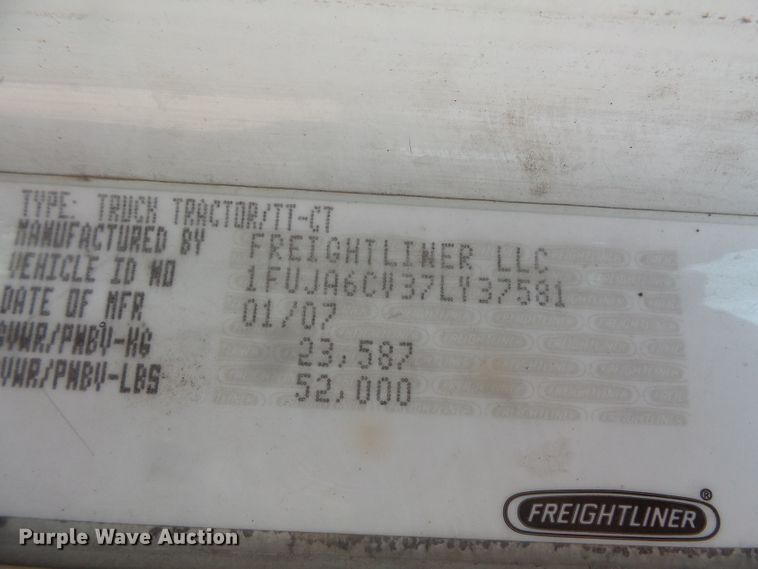 TYPE: TRUCK TRACTOR/TT-CT
MANUFACTURED BY FREIGHTLINER LLC
VEHICLE ID NO 1FUJA6CV37LY37581
DATE OF MFR 01/07
GVWR/PNBV-KG 23,587
GVWR/PNBV-LBS 52,000
FREIGHTLINER®
Purple Wave Auction